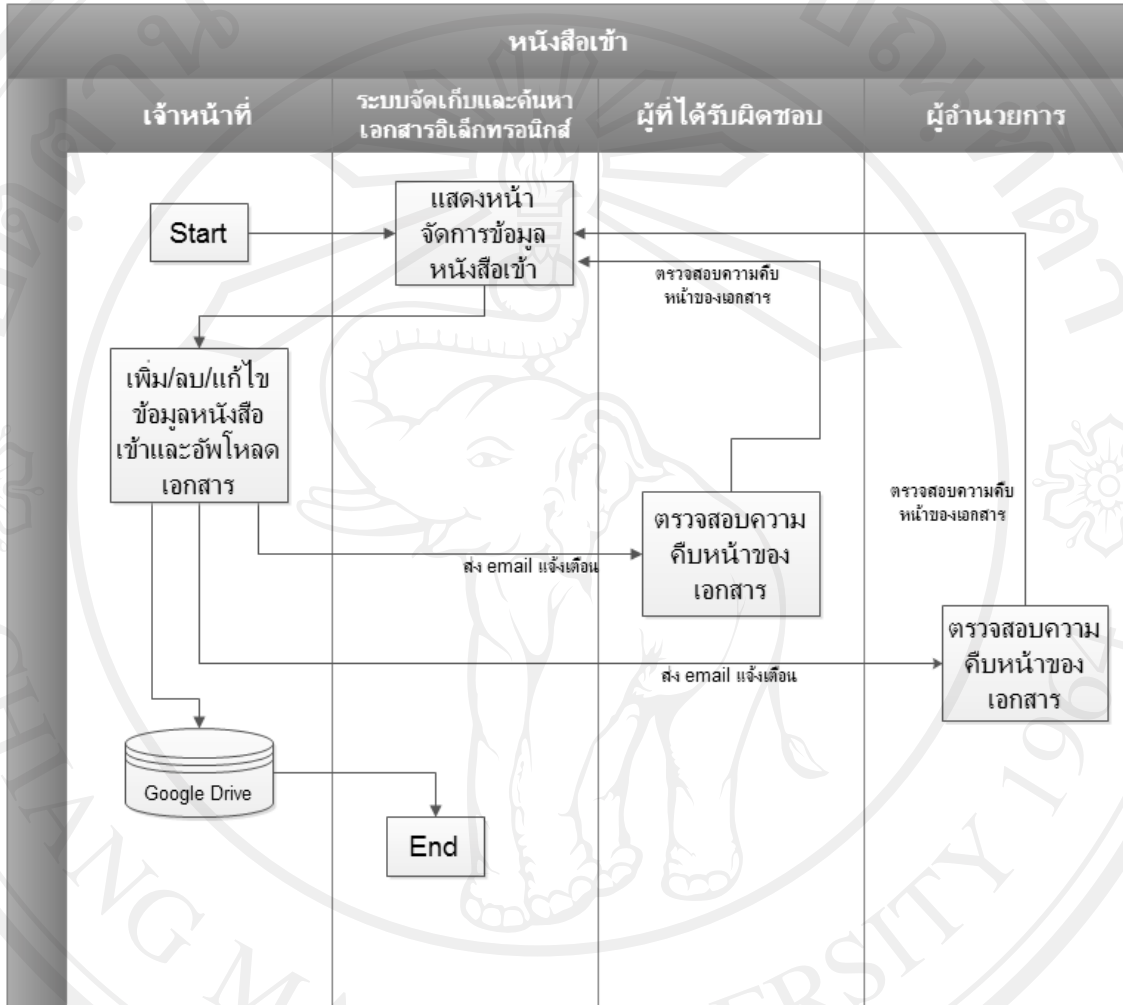 หนังสือเข้า
เจ้าหน้าที่
ระบบจัดเก็บและค้นหา
เอกสารอิเล็กทรอนิกส์
ผู้ที่ได้รับผิดชอบ
ผู้อำนวยการ
Start
แสดงหน้า
จัดการข้อมูล
หนังสือเข้า
ตรวจสอบความคืบ
หน้าของเอกสาร
เพิ่ม/ลบ/แก้ไข
ข้อมูลหนังสือ
เข้าและอัพโหลด
เอกสาร
ตรวจสอบความคืบ
หน้าของเอกสาร
ตรวจสอบความ
คืบหน้าของ
เอกสาร
ส่ง email แจ้งเตือน
ตรวจสอบความ
คืบหน้าของ
เอกสาร
ส่ง email แจ้งเตือน
Google Drive
End
CHIANG MA
ERSITY 1964